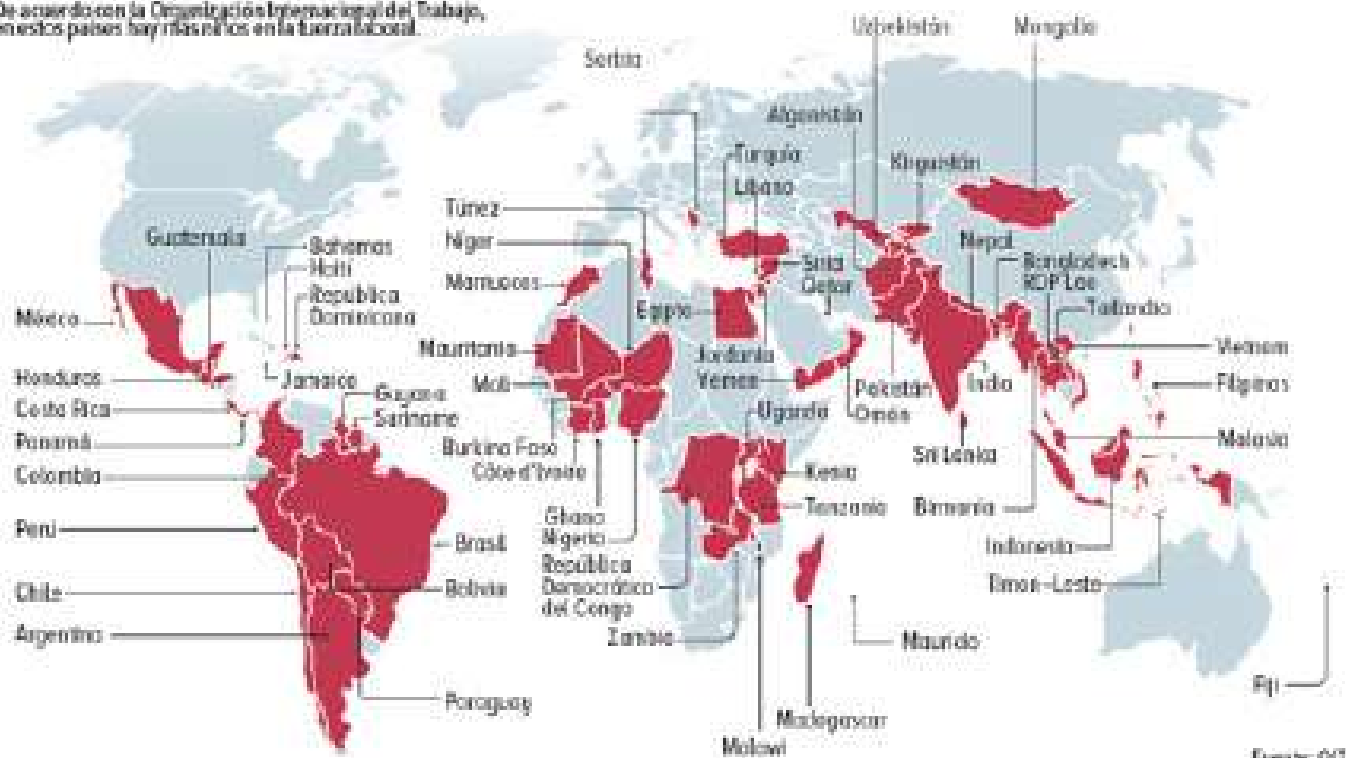 De acuerdo con la Organización Internacional del Trabajo,
en estos países hay más niños en la fuerza laboral.
Uzbekistán
Mongolia
Serbia
Afganistán
Turquía
Kirguistán
Líbano
Túnez
Guatemala
Níger
Nepal
Bahamas
Haití
Bangladesh
Siria
RDP Lao
Marruecos
Qatar
República
Dominicana
Egipto
Tailandia
México
Mauritania
Jordania
Vietnam
Honduras
Jamaica
Malí
Yemen
Pakistán
India
Filipinas
Guyana
Costa Rica
Uganda
Omán
Suriname
Panamá
Burkina Faso
Malasia
Côte d'Ivoire
Sri Lanka
Colombia
Kenia
Tanzania
Birmania
Ghana
Perú
Nigeria
Brasil
Indonesia
República
Democrática
del Congo
Timor-Leste
Chile
Bolivia
Argentina
Zambia
Mauricio
Fiji
Paraguay
Madagascar
Malawi